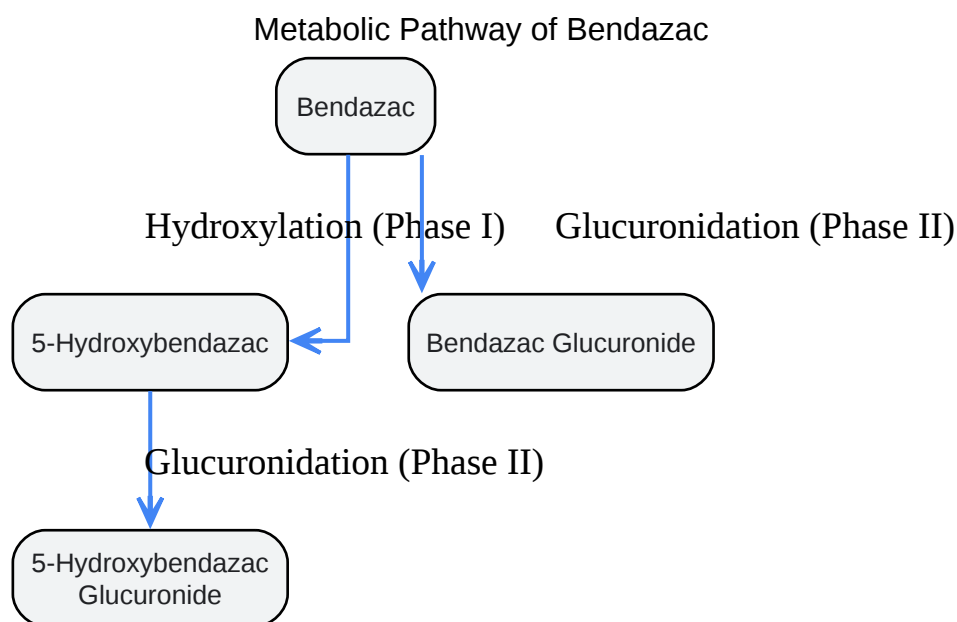 Metabolic Pathway of Bendazac
Bendazac
Hydroxylation (Phase I)
Glucuronidation (Phase II)
5-Hydroxybendazac
Bendazac Glucuronide
Glucuronidation (Phase II)
5-Hydroxybendazac
Glucuronide